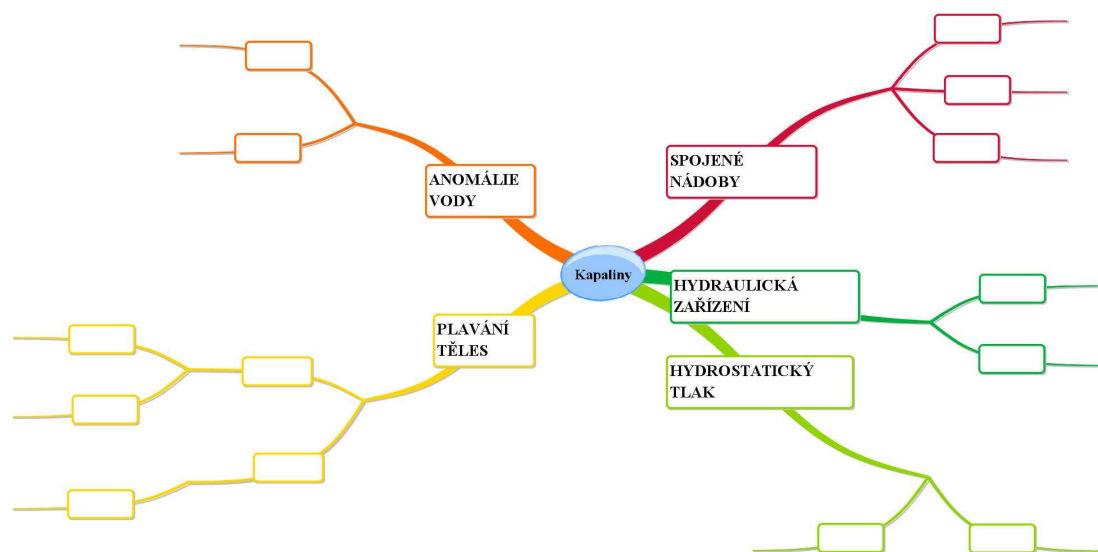 ANOMÁLIE
VODY
SPOJENÉ
NÁDOBY
Kapaliny
HYDRAULICKÁ
ZAŘÍZENÍ
PLAVÁNÍ
TĚLES
HYDROSTATICKÝ
TLAK